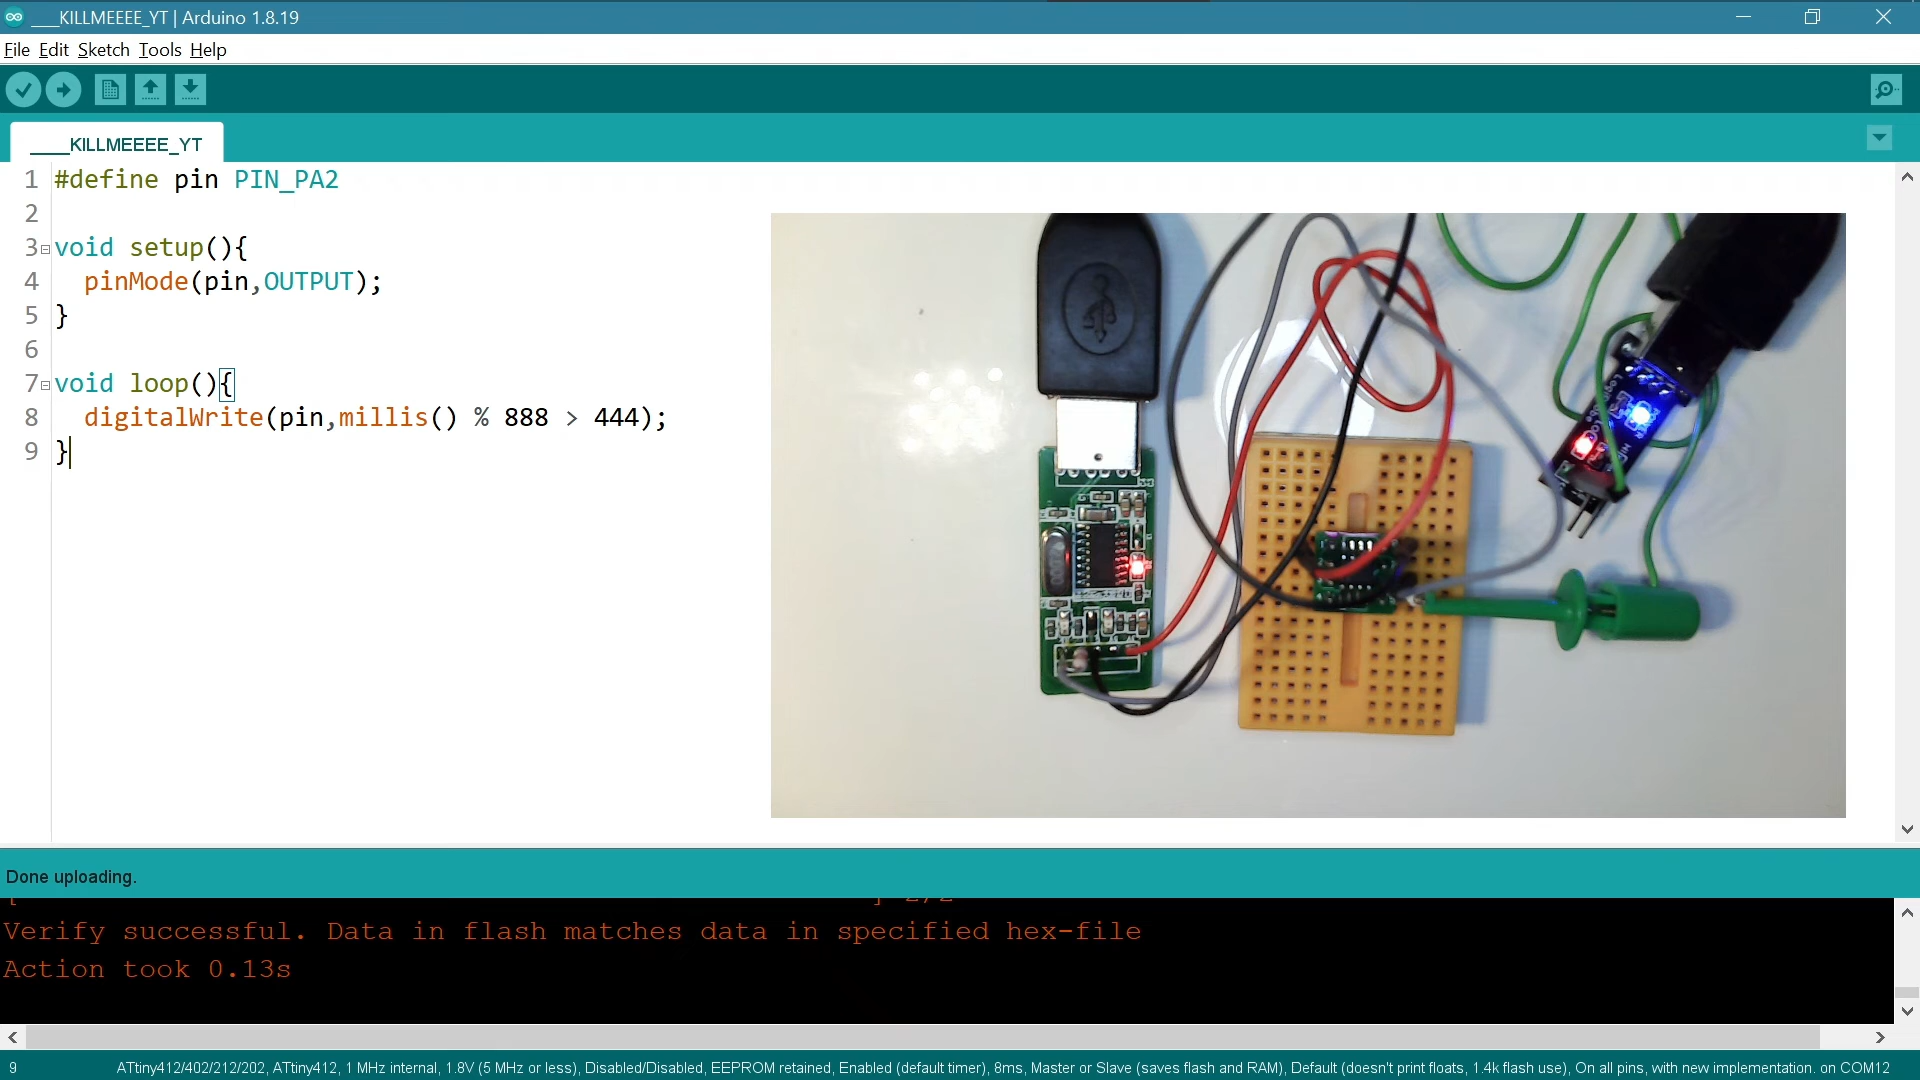 ____KILLMEEEE_YT | Arduino 1.8.19
File Edit Sketch Tools Help
____KILLMEEEE_YT
1 #define pin PIN_PA2
2
3 void setup(){
4   pinMode(pin,OUTPUT);
5 }
6
7 void loop(){
8   digitalWrite(pin,millis() % 888 > 444);
9 }
Done uploading.
Verify successful. Data in flash matches data in specified hex-file
Action took 0.13s
9 ATtiny412/402/212/202, ATtiny412, 1 MHz internal, 1.8V (5 MHz or less), Disabled/Disabled, EEPROM retained, Enabled (default timer), 8ms, Master or Slave (saves flash and RAM), Default (doesn't print floats, 1.4k flash use), On all pins, with new implementation. on COM12